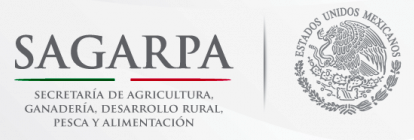 SAGARPA
SECRETARÍA DE AGRICULTURA,
GANADERÍA, DESARROLLO RURAL,
PESCA Y ALIMENTACIÓN
ESTADOS UNIDOS MEXICANOS